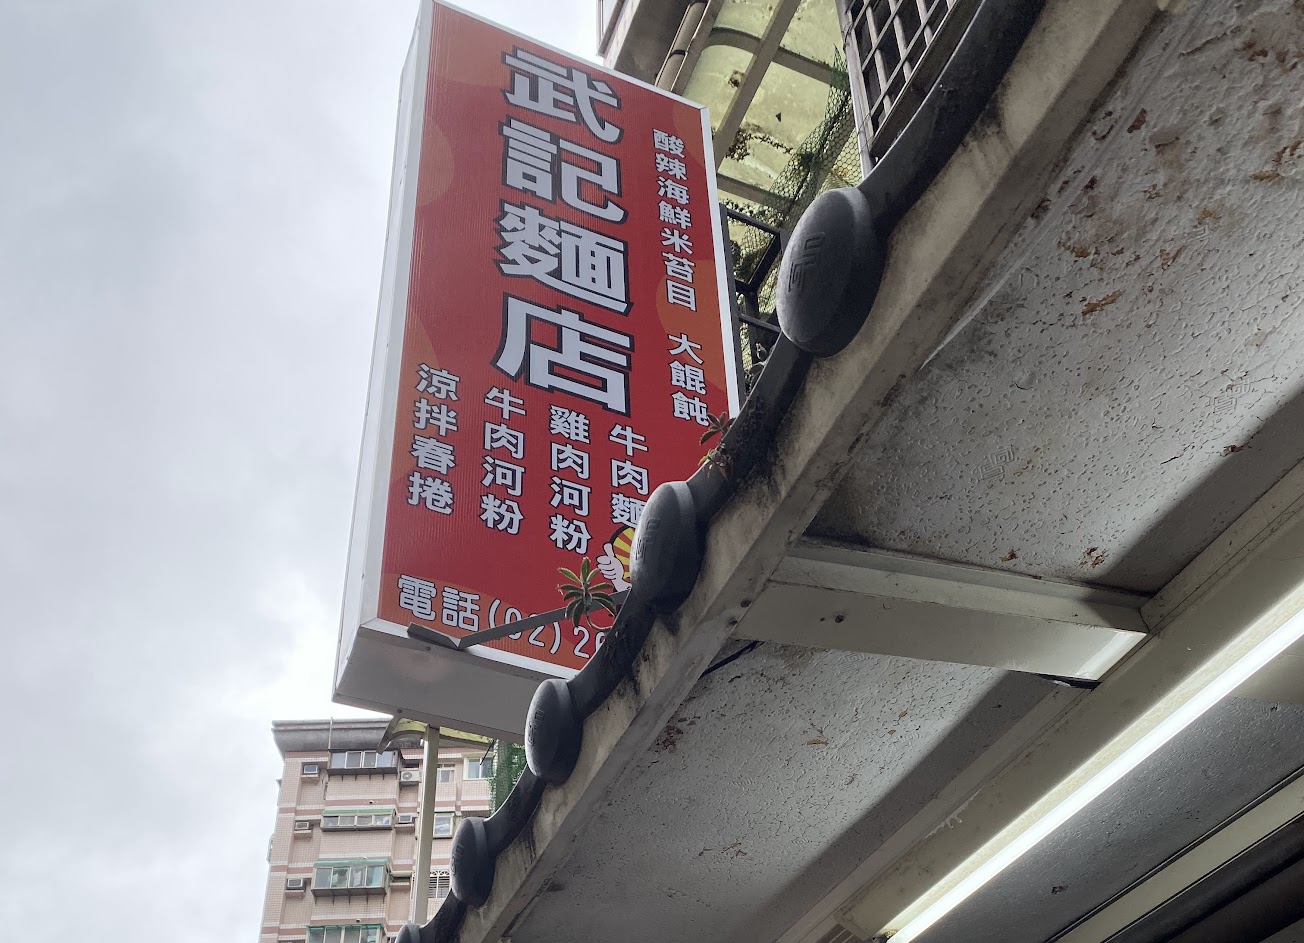 武記麵店
酸辣海鮮米苔目 大餛飩
牛肉麵
雞肉河粉
牛肉河粉
涼拌春捲
電話(02)26